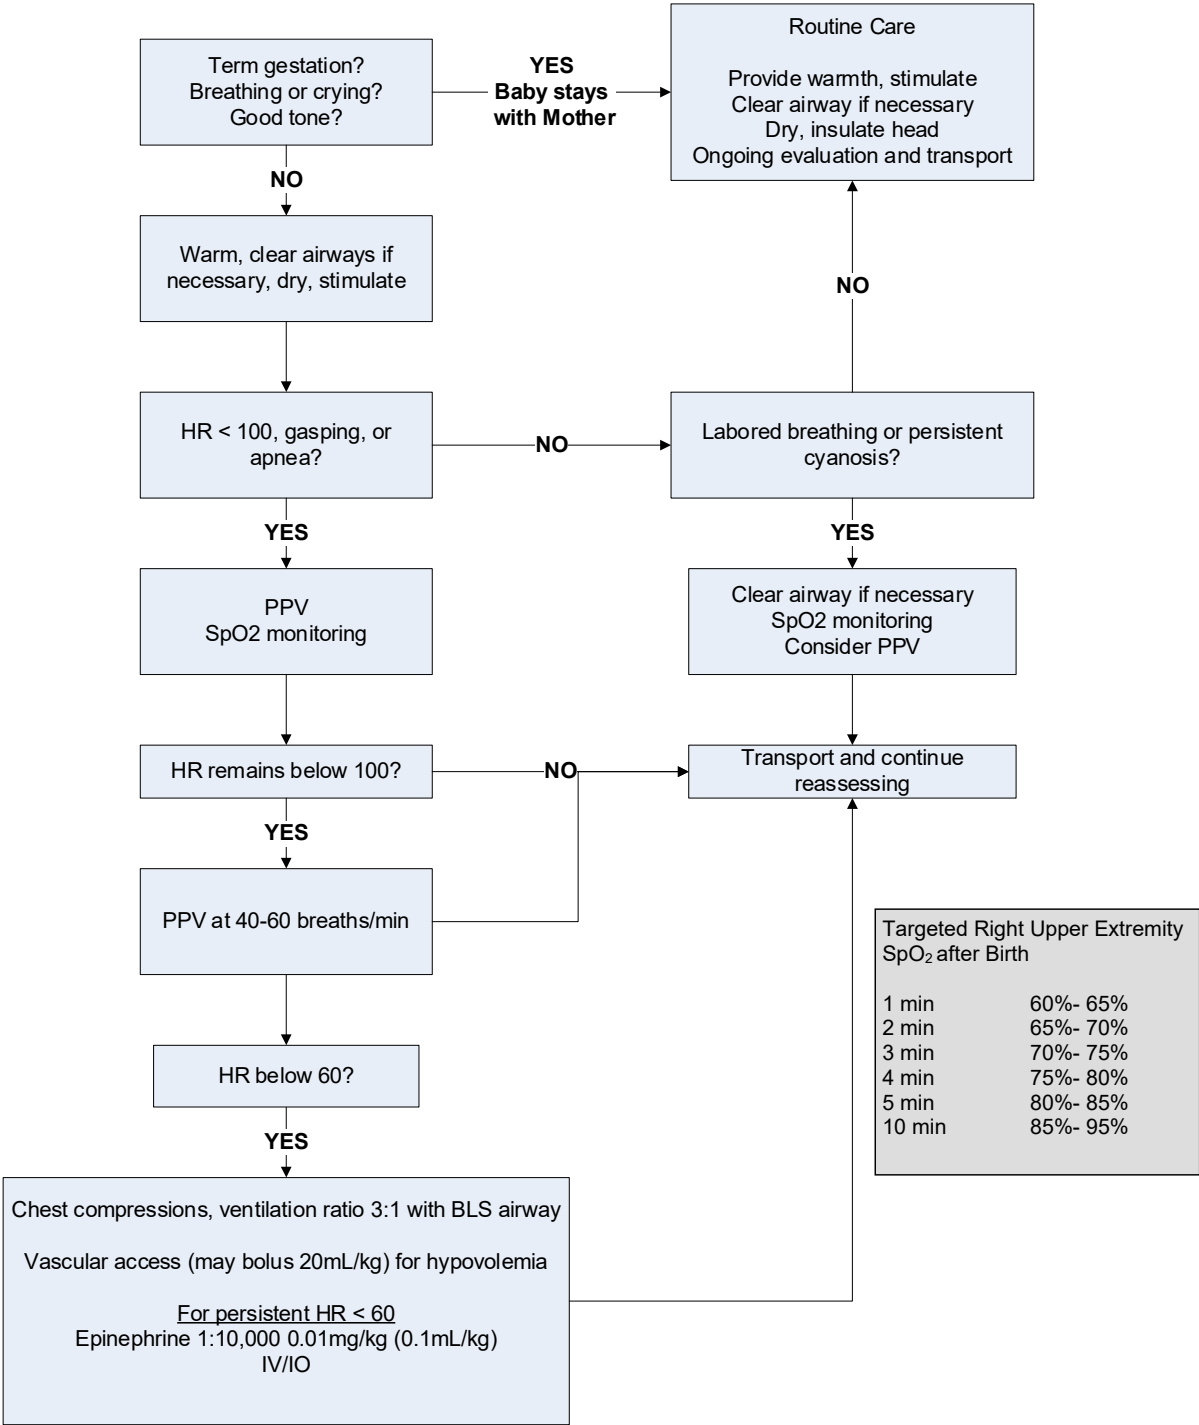 Term gestation?
Breathing or crying?
Good tone?
YES
Baby stays
with Mother
Routine Care
Provide warmth, stimulate
Clear airway if necessary
Dry, insulate head
Ongoing evaluation and transport
NO
Warm, clear airways if
necessary, dry, stimulate
NO
HR < 100, gasping, or
apnea?
NO
Labored breathing or persistent
cyanosis?
YES
YES
PPV
SpO2 monitoring
Clear airway if necessary
SpO2 monitoring
Consider PPV
HR remains below 100?
NO
Transport and continue
reassessing
YES
PPV at 40-60 breaths/min
Targeted Right Upper Extremity
SpO₂ after Birth
1 min 60%- 65%
2 min 65%- 70%
3 min 70%- 75%
4 min 75%- 80%
5 min 80%- 85%
10 min 85%- 95%
HR below 60?
YES
Chest compressions, ventilation ratio 3:1 with BLS airway
Vascular access (may bolus 20mL/kg) for hypovolemia
For persistent HR < 60
Epinephrine 1:10,000 0.01mg/kg (0.1mL/kg)
IV/IO